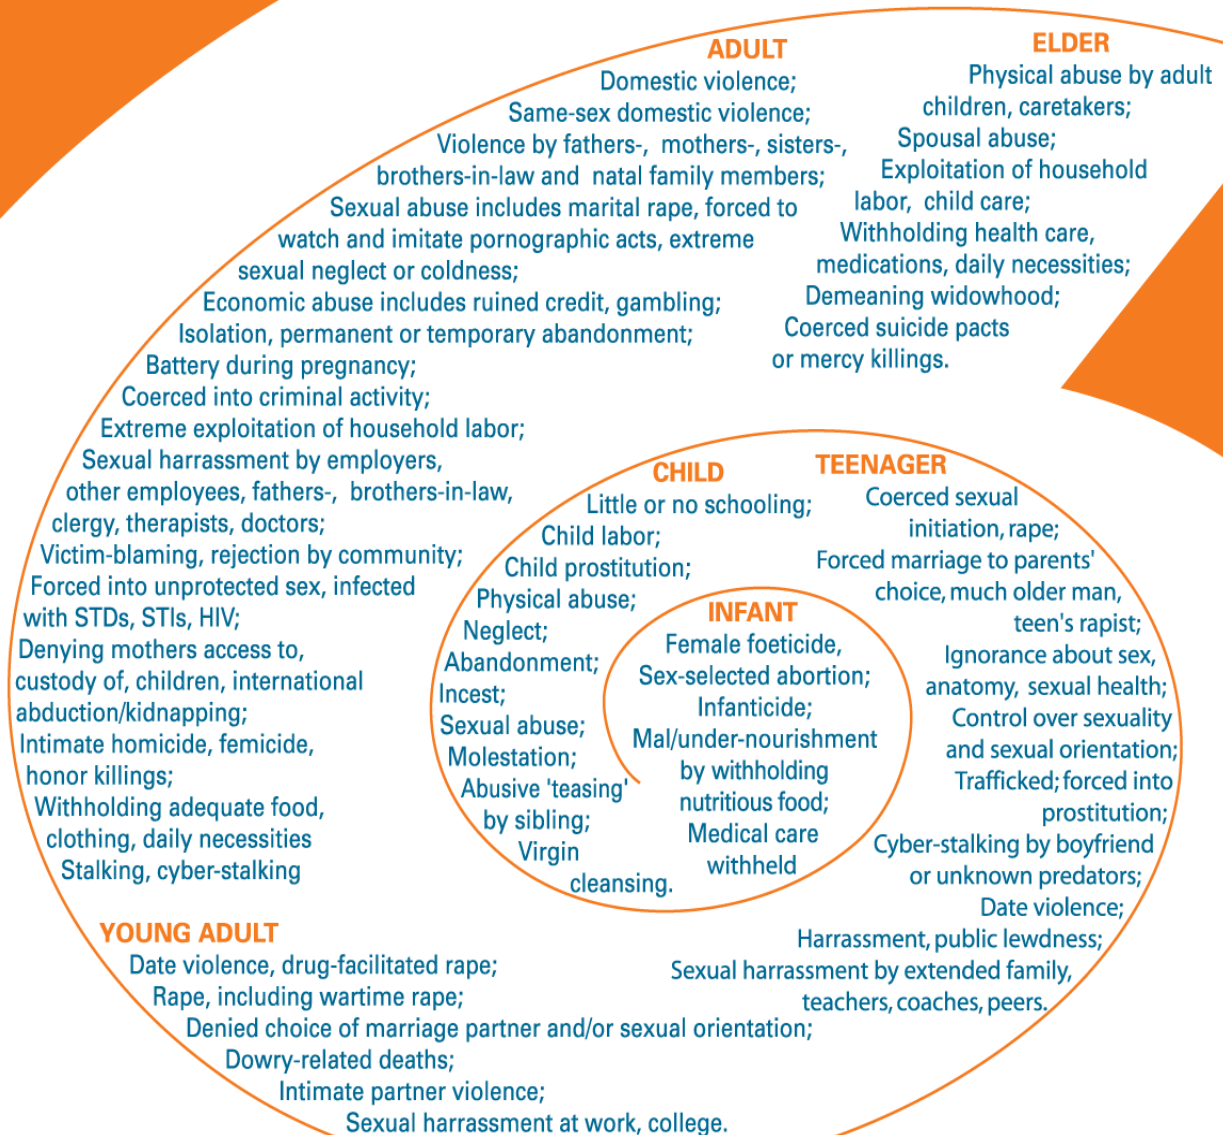 ADULT
Domestic violence;
Same-sex domestic violence;
Violence by fathers-, mothers-, sisters-,
brothers-in-law and natal family members;
Sexual abuse includes marital rape, forced to
watch and imitate pornographic acts, extreme
sexual neglect or coldness;
Economic abuse includes ruined credit, gambling;
Isolation, permanent or temporary abandonment;
Battery during pregnancy;
Coerced into criminal activity;
Extreme exploitation of household labor;
Sexual harrassment by employers,
other employees, fathers-, brothers-in-law,
clergy, therapists, doctors;
Victim-blaming, rejection by community;
Forced into unprotected sex, infected
with STDs, STIs, HIV;
Denying mothers access to,
custody of, children, international
abduction/kidnapping;
Intimate homicide, femicide,
honor killings;
Withholding adequate food,
clothing, daily necessities
Stalking, cyber-stalking
ELDER
Physical abuse by adult
children, caretakers;
Spousal abuse;
Exploitation of household
labor, child care;
Withholding health care,
medications, daily necessities;
Demeaning widowhood;
Coerced suicide pacts
or mercy killings.
CHILD
Little or no schooling;
Child labor;
Child prostitution;
Physical abuse;
Neglect;
Abandonment;
Incest;
Sexual abuse;
Molestation;
Abusive 'teasing'
by sibling;
Virgin
cleansing.
INFANT
Female foeticide,
Sex-selected abortion;
Infanticide;
Mal/under-nourishment
by withholding
nutritious food;
Medical care
withheld
TEENAGER
Coerced sexual
initiation, rape;
Forced marriage to parents'
choice, much older man,
teen's rapist;
Ignorance about sex,
anatomy, sexual health;
Control over sexuality
and sexual orientation;
Trafficked; forced into
prostitution;
Cyber-stalking by boyfriend
or unknown predators;
Date violence;
Harrassment, public lewdness;
Sexual harrassment by extended family,
teachers, coaches, peers.
YOUNG ADULT
Date violence, drug-facilitated rape;
Rape, including wartime rape;
Denied choice of marriage partner and/or sexual orientation;
Dowry-related deaths;
Intimate partner violence;
Sexual harrassment at work, college.